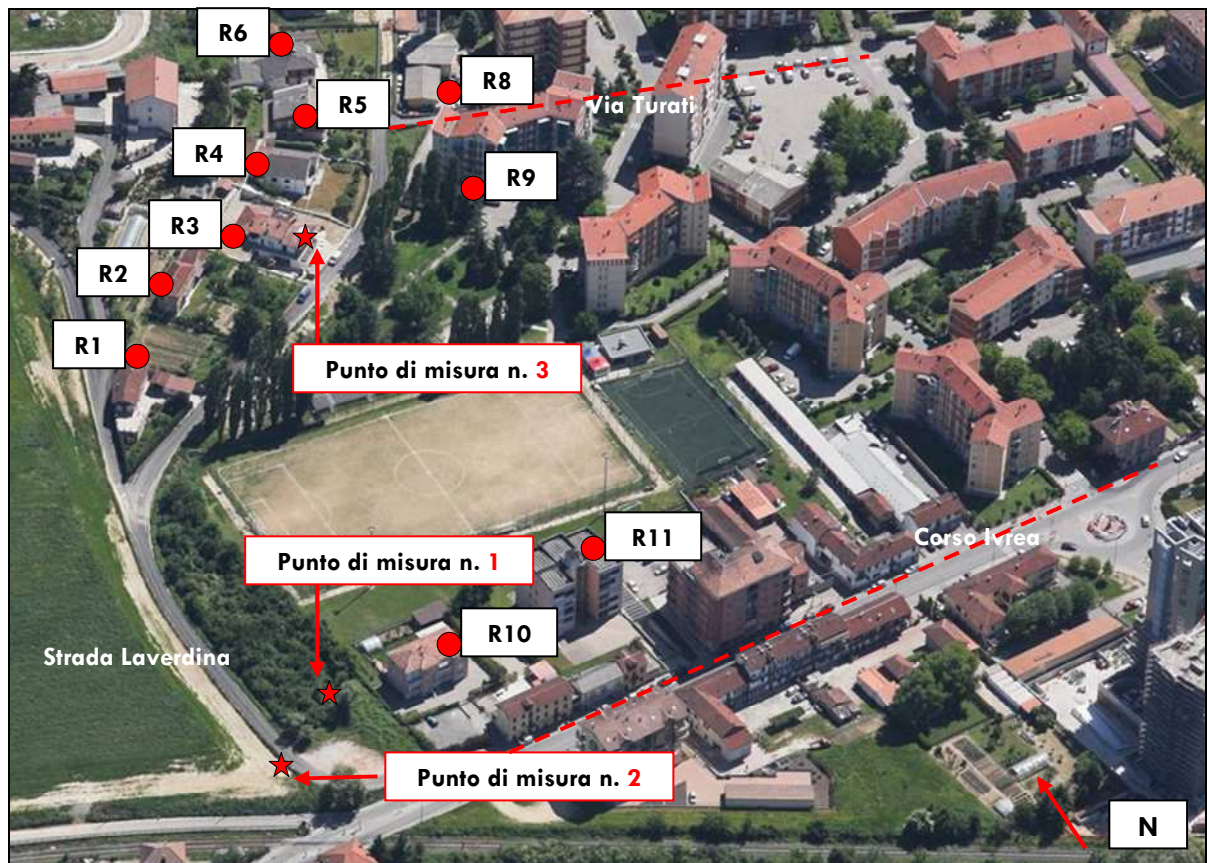 R6
R8
R5
Via Turati
R4
R9
R3
R2
R1
Punto di misura n. 3
R11
Corso Ivrea
Punto di misura n. 1
R10
Strada Laverdina
Punto di misura n. 2
N